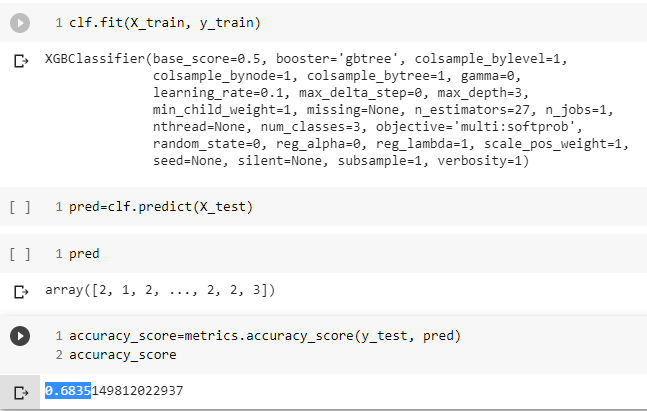 1 clf.fit(X_train, y_train)
XGBClassifier(base_score=0.5, booster='gbtree', colsample_bylevel=1,
colsample_bynode=1, colsample_bytree=1, gamma=0,
learning_rate=0.1, max_delta_step=0, max_depth=3,
min_child_weight=1, missing=None, n_estimators=27, n_jobs=1,
nthread=None, num_classes=3, objective='multi:softprob',
random_state=0, reg_alpha=0, reg_lambda=1, scale_pos_weight=1,
seed=None, silent=None, subsample=1, verbosity=1)
[ ] 1 pred=clf.predict(X_test)
[ ] 1 pred
array([2, 1, 2, ..., 2, 2, 3])
1 accuracy_score=metrics.accuracy_score(y_test, pred)
2 accuracy_score
0.6835149812022937